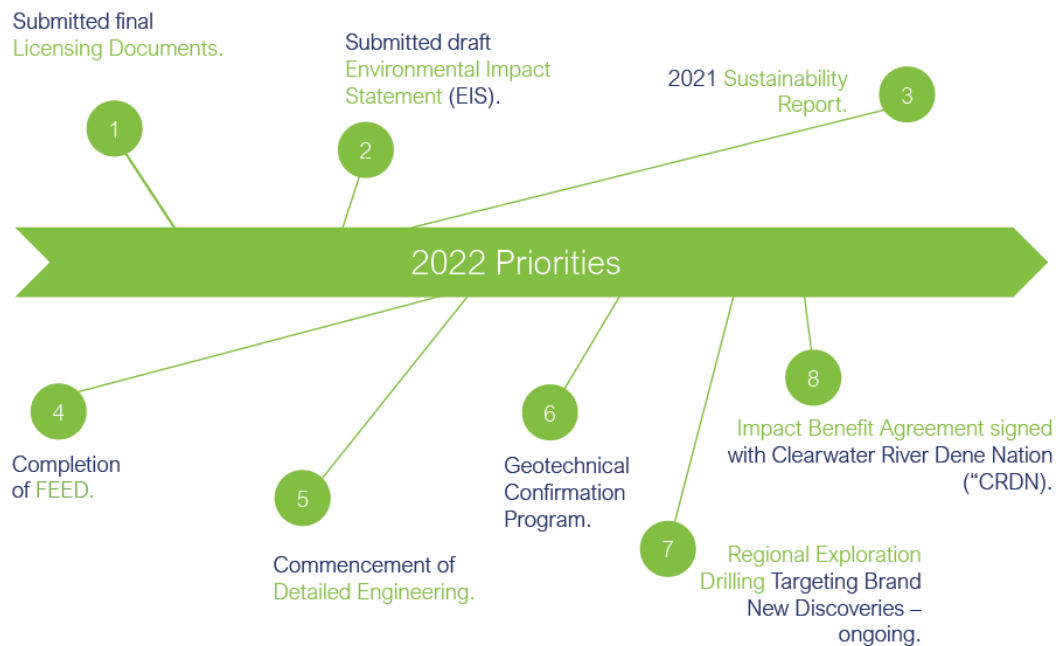 Submitted final
Licensing Documents.
1
Submitted draft
Environmental Impact
Statement (EIS).
2
2021 Sustainability
Report.
3
2022 Priorities
4
Completion
of FEED.
5
Commencement of
Detailed Engineering.
6
Geotechnical
Confirmation
Program.
7
Regional Exploration
Drilling Targeting Brand
New Discoveries –
ongoing.
8
Impact Benefit Agreement signed
with Clearwater River Dene Nation
(“CRDN).